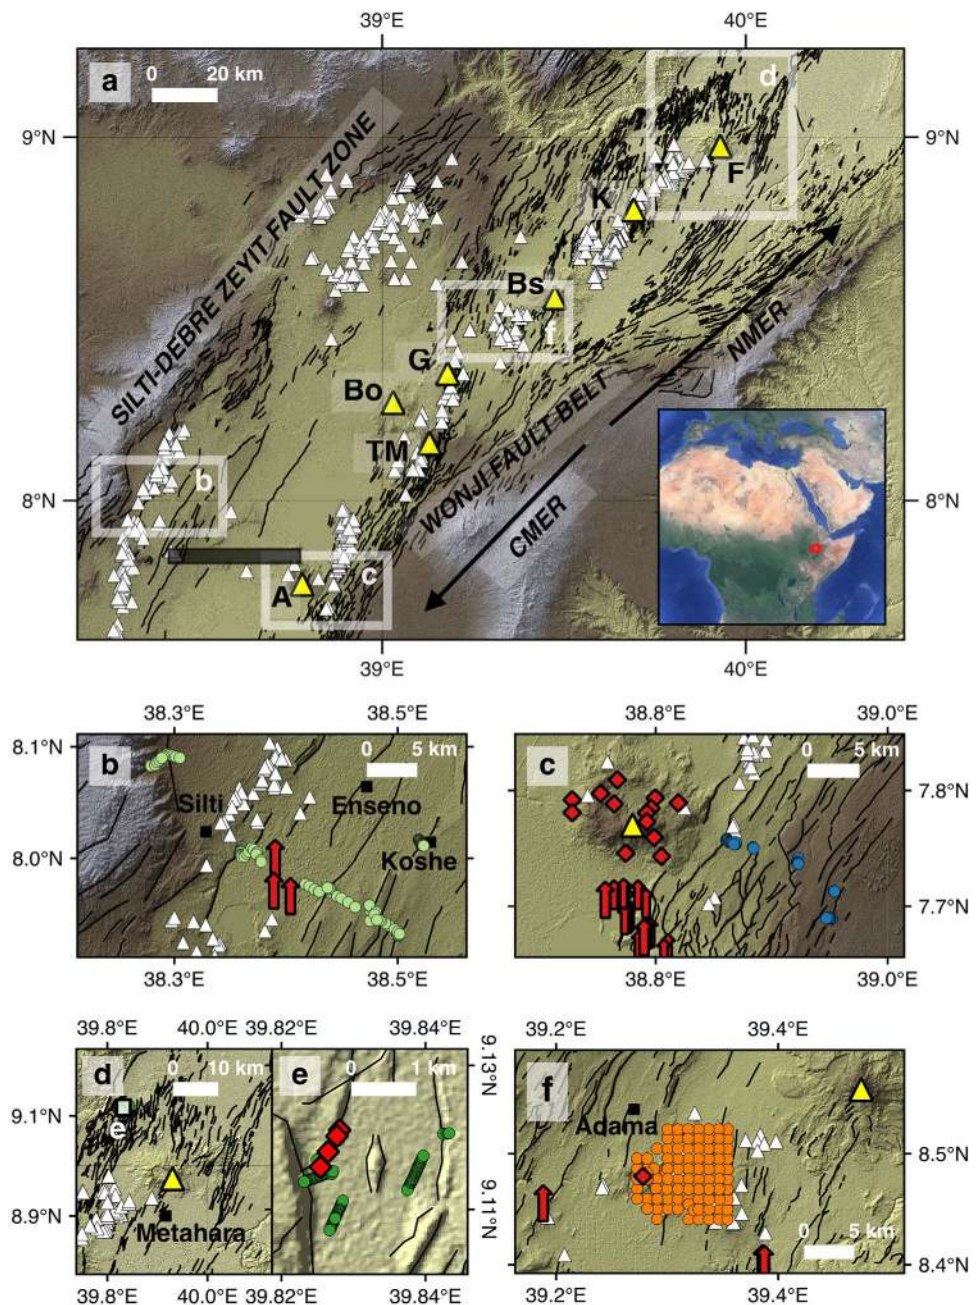 39°E 40°E
a
0 20 km
d
SILTI-DEBRE ZEYIT FAULT ZONE
9°N 9°N
F
K
Bs
f
NMER
G
Bo
WONJI FAULT BELT
TM
b
8°N 8°N
CMER
c
A
39°E 40°E
38.3°E 38.5°E
8.1°N
b
0 5 km
Silti
Enseno
8.0°N
Koshe
38.3°E 38.5°E
38.8°E 39.0°E
c
0 5 km
7.8°N
7.7°N
38.8°E 39.0°E
39.8°E 40.0°E
d
0 10 km
9.1°N
e
8.9°N
Metahara
39.8°E 40.0°E
39.82°E 39.84°E
e
0 1 km
9.13°N
9.11°N
39.82°E 39.84°E
39.2°E 39.4°E
f
Adama
8.5°N
0 5 km
8.4°N
39.2°E 39.4°E